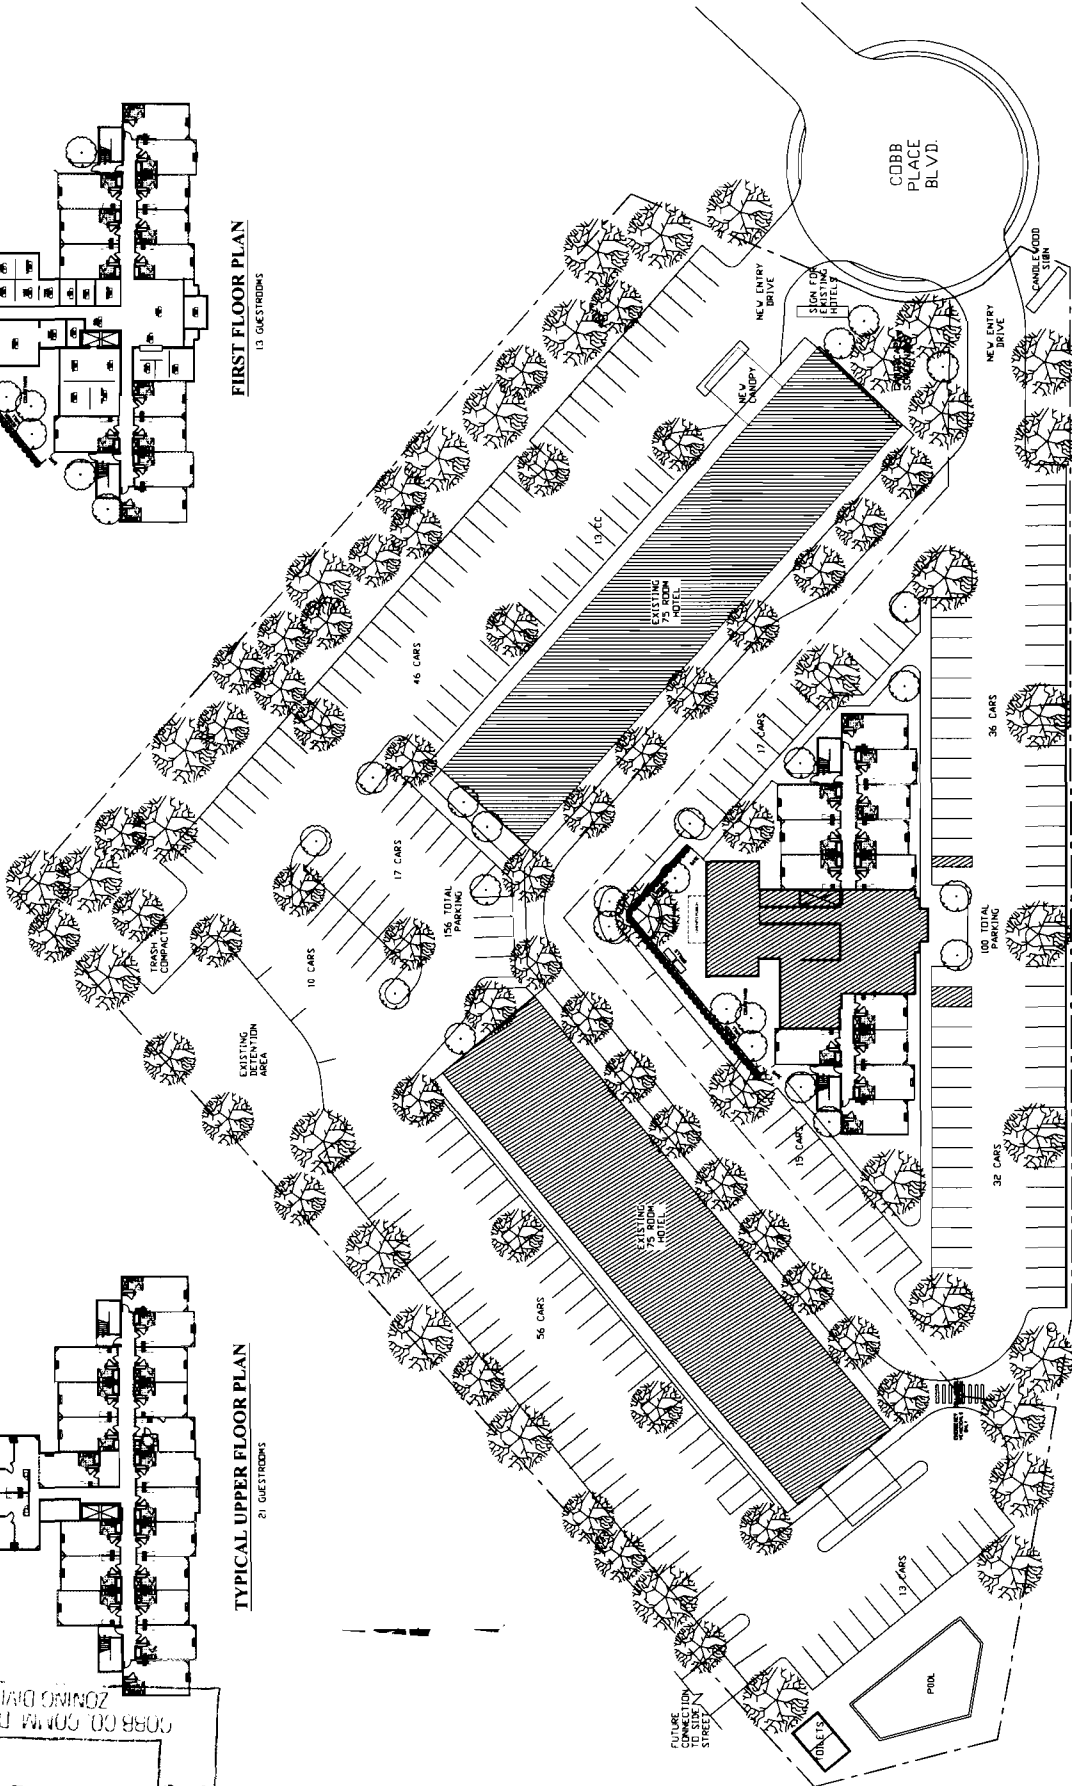 FIRST FLOOR PLAN
13 GUESTROOMS
TYPICAL UPPER FLOOR PLAN
21 GUESTROOMS
COBB CO. COMM. D
ZONING DIVI
COBB
PLACE
BLVD.
CANDLEWOOD
SIGN
NEW ENTRY
DRIVE
SIGN FOR
EXISTING
HOTELS
NEW ENTRY
DRIVE
NEW
CANOPY
13 CC
EXISTING
75 ROOM
HOTEL
46 CARS
17 CARS
36 CARS
17 CARS
156 TOTAL
PARKING
100 TOTAL
PARKING
TRASH
COMPACTOR
10 CARS
EXISTING
DETENTION
AREA
19 CARS
32 CARS
EXISTING
75 ROOM
HOTEL
56 CARS
13 CARS
POOL
TOILETS
FUTURE
CONNECTION
TO SIDE
STREET